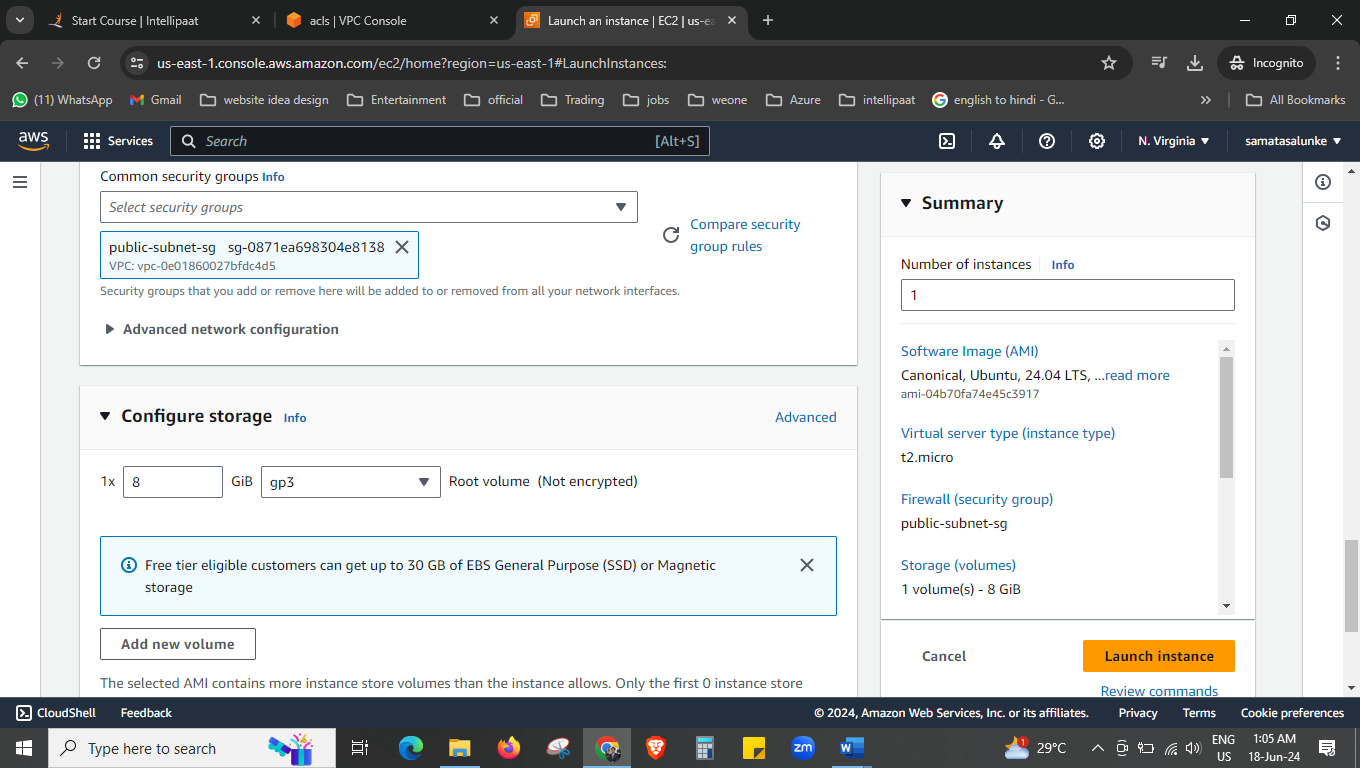 Start Course | Intellipaat
acls | VPC Console
Launch an instance | EC2 | us-ea
us-east-1.console.aws.amazon.com/ec2/home?region=us-east-1#LaunchInstances:
Incognito
(11) WhatsApp
Gmail
website idea design
Entertainment
official
Trading
jobs
weone
Azure
intellipaat
english to hindi - G...
All Bookmarks
aws
Services
Search
[Alt+S]
N. Virginia
samatasalunke
Common security groups Info
Select security groups
public-subnet-sg sg-0871ea698304e8138
VPC: vpc-0e01860027bfdc4d5
Compare security
group rules
Security groups that you add or remove here will be added to or removed from all your network interfaces.
Advanced network configuration
Configure storage Info
Advanced
1x 8 GiB gp3 Root volume (Not encrypted)
Free tier eligible customers can get up to 30 GB of EBS General Purpose (SSD) or Magnetic
storage
Add new volume
The selected AMI contains more instance store volumes than the instance allows. Only the first 0 instance store
Summary
Number of instances Info
1
Software Image (AMI)
Canonical, Ubuntu, 24.04 LTS, ...read more
ami-04b70fa74e45c3917
Virtual server type (instance type)
t2.micro
Firewall (security group)
public-subnet-sg
Storage (volumes)
1 volume(s) - 8 GiB
Cancel
Launch instance
Review commands
CloudShell
Feedback
© 2024, Amazon Web Services, Inc. or its affiliates.
Privacy
Terms
Cookie preferences
Type here to search
zm
29°C
ENG
US
1:05 AM
18-Jun-24